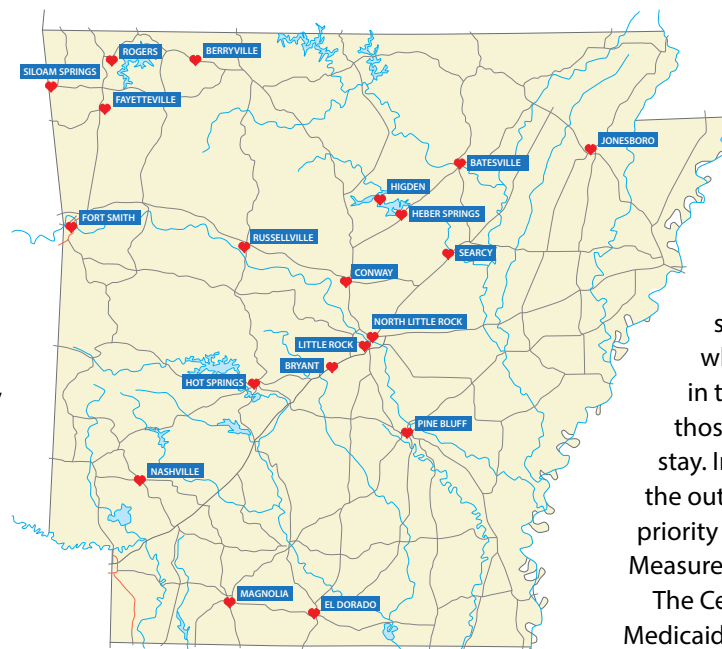 ROGERS
BERRYVILLE
SILOAM SPRINGS
FAYETTEVILLE
JONESBORO
BATESVILLE
HIGDEN
HEBER SPRINGS
FORT SMITH
RUSSELLVILLE
SEARCY
CONWAY
NORTH LITTLE ROCK
LITTLE ROCK
BRYANT
HOT SPRINGS
PINE BLUFF
NASHVILLE
MAGNOLIA
EL DORADO
s
in t
thos
stay. In
the out
priority
Measure
The Ce
Medicaid